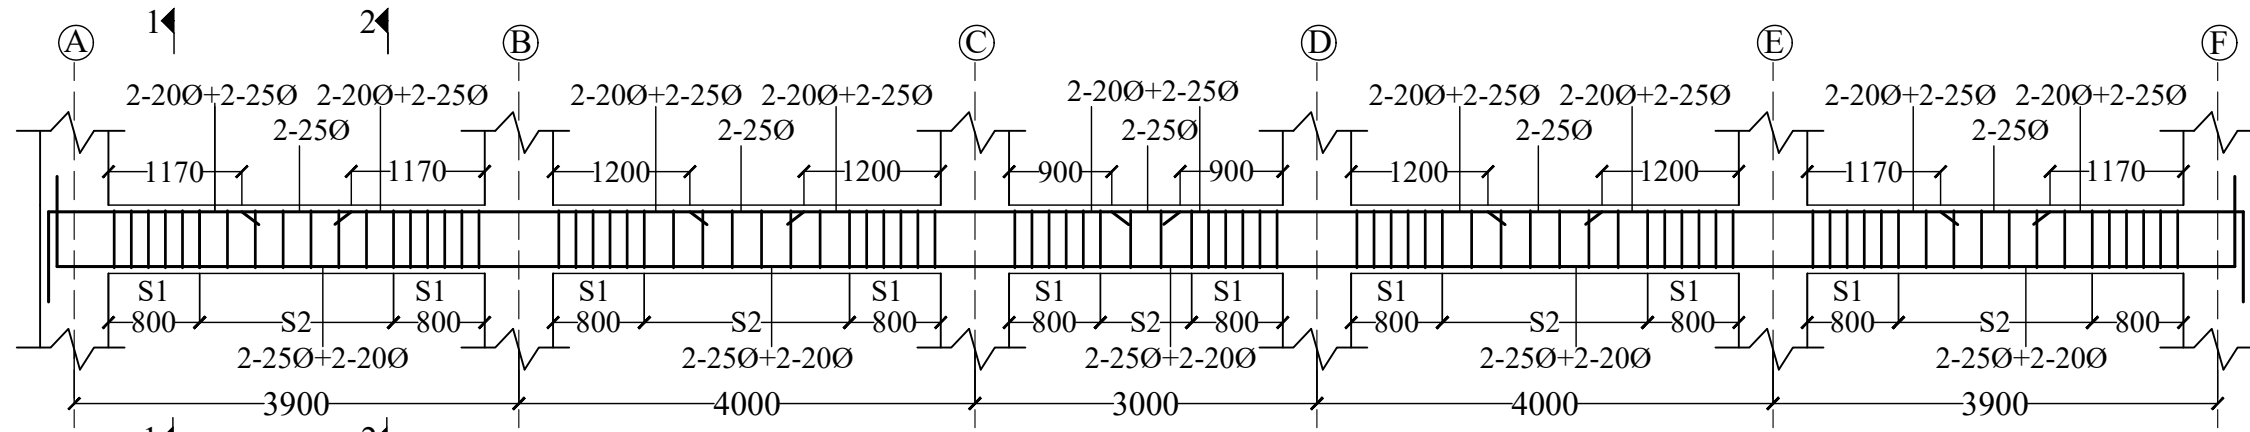 1 2
A B C D E F
2-20Ø+2-25Ø 2-20Ø+2-25Ø 2-20Ø+2-25Ø 2-20Ø+2-25Ø 2-20Ø+2-25Ø 2-20Ø+2-25Ø 2-20Ø+2-25Ø 2-20Ø+2-25Ø 2-20Ø+2-25Ø
2-25Ø 2-25Ø 2-25Ø 2-25Ø 2-25Ø
1170 1170 1200 1200 900 900 1200 1200 1170 1170
S1 S1 S1 S1 S1 S1 S1 S1 S1
800 S2 800 800 S2 800 800 S2 800 800 S2 800 800 S2 800
2-25Ø+2-20Ø 2-25Ø+2-20Ø 2-25Ø+2-20Ø 2-25Ø+2-20Ø 2-25Ø+2-20Ø
3900 4000 3000 4000 3900
1 2